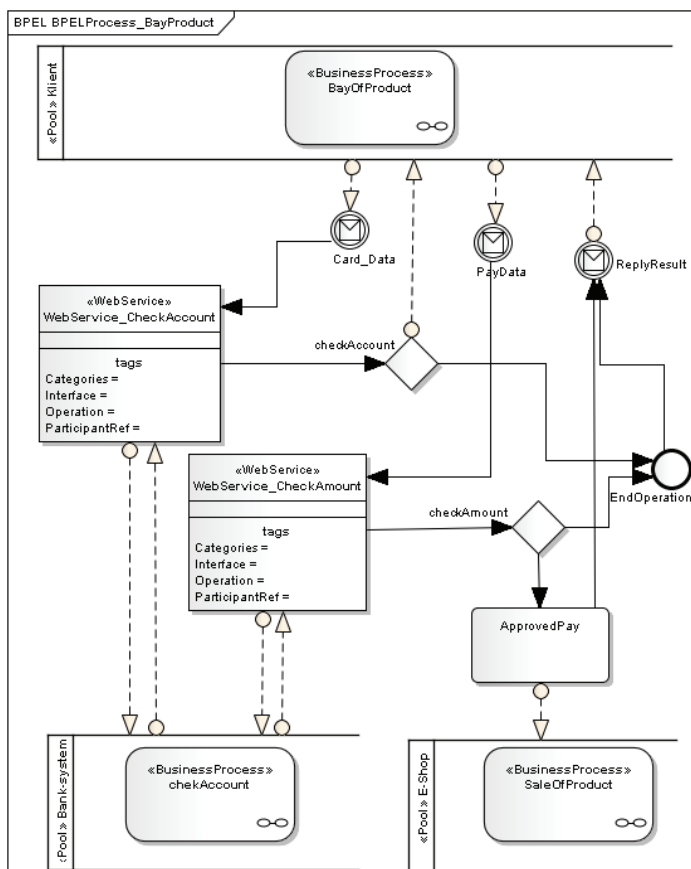 BPEL BPELProcess_BayProduct
«Pool» Klient
«BusinessProcess»
BayOfProduct
Card_Data
PayData
ReplyResult
«WebService»
WebService_CheckAccount
tags
Categories =
Interface =
Operation =
ParticipantRef =
checkAccount
«WebService»
WebService_CheckAmount
tags
Categories =
Interface =
Operation =
ParticipantRef =
checkAmount
EndOperation
ApprovedPay
«Pool» Bank-system
«BusinessProcess»
chekAccount
«Pool» E-Shop
«BusinessProcess»
SaleOfProduct